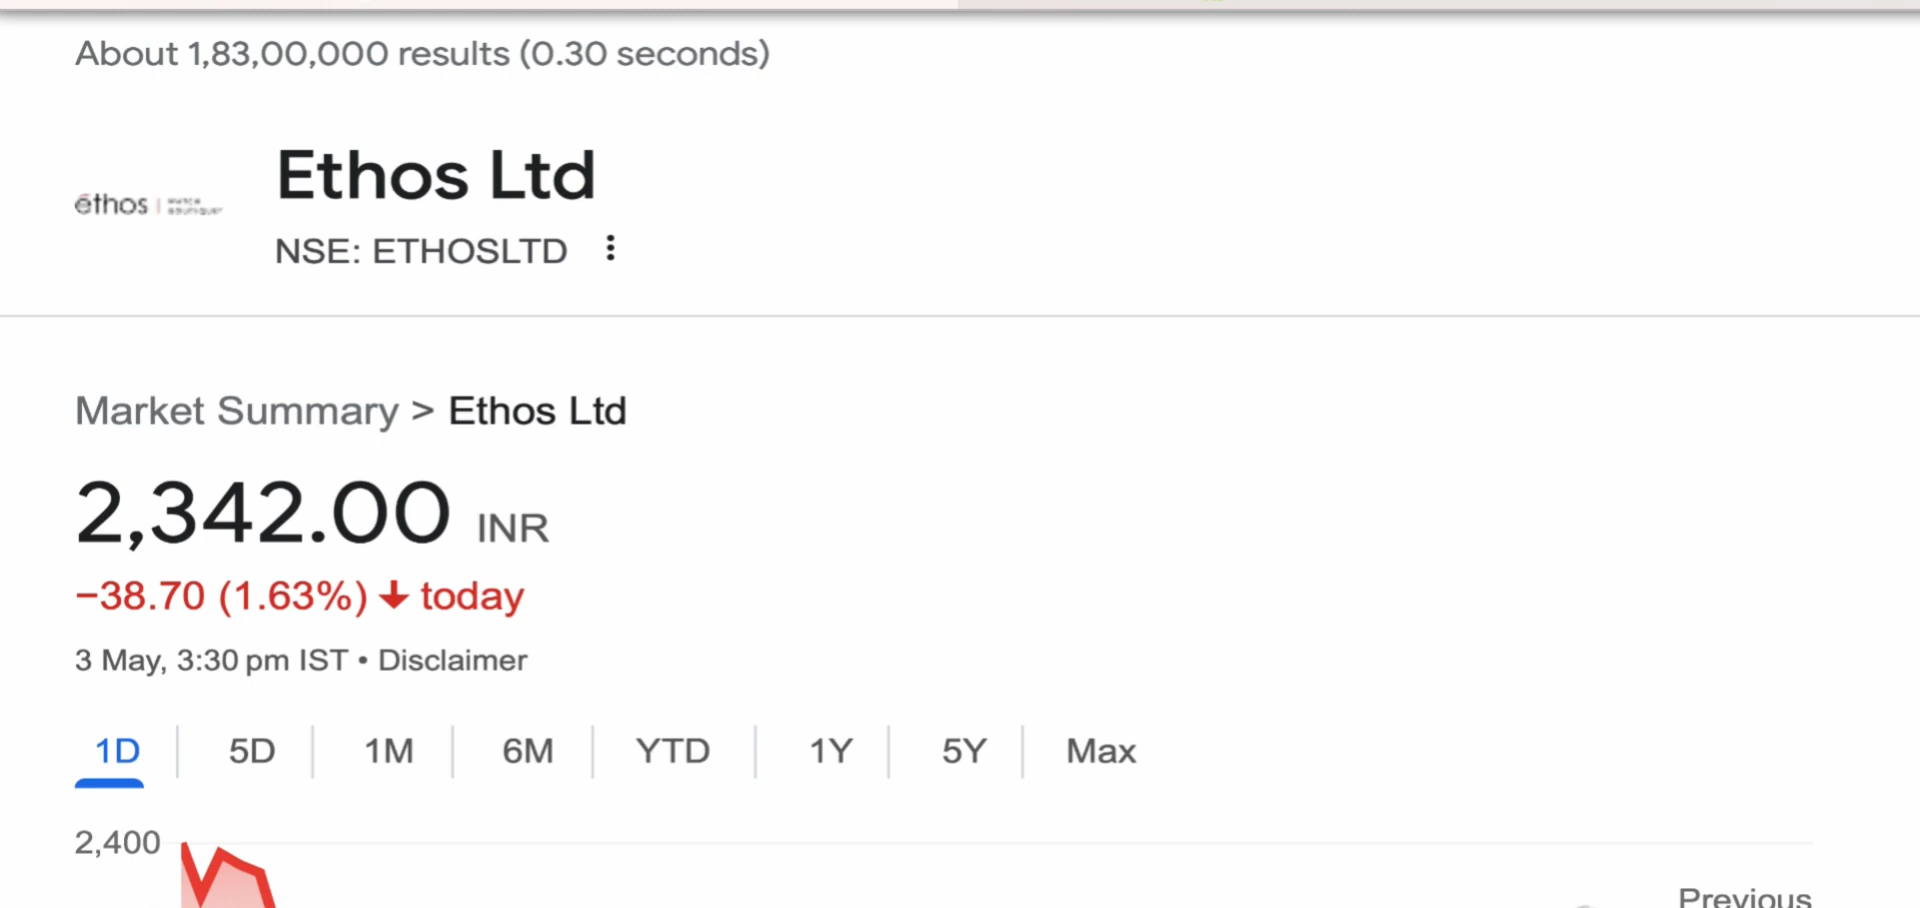 About 1,83,00,000 results (0.30 seconds)
Ethos Ltd
ethos
NSE: ETHOSLTD
Market Summary > Ethos Ltd
2,342.00 INR
−38.70 (1.63%) ↓ today
3 May, 3:30 pm IST • Disclaimer
1D 5D 1M 6M YTD 1Y 5Y Max
2,400
Previous